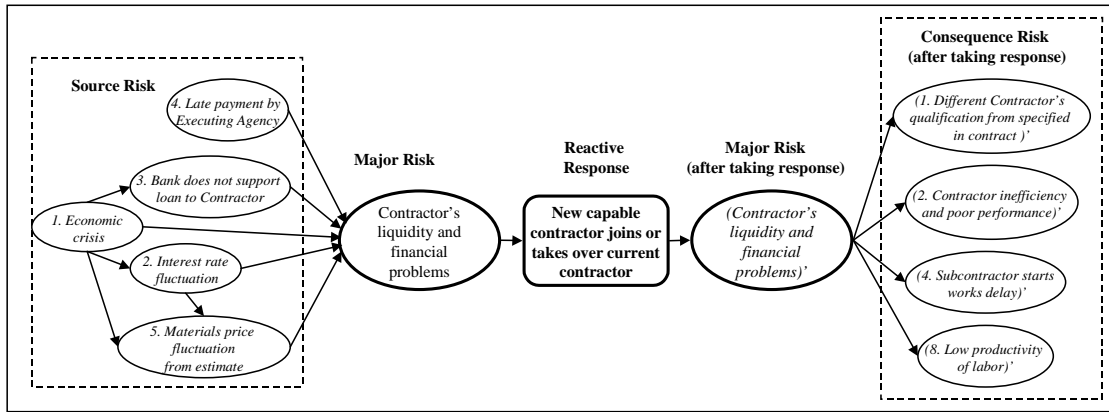 Source Risk
4. Late payment by
Executing Agency
3. Bank does not support
loan to Contractor
1. Economic
crisis
2. Interest rate
fluctuation
5. Materials price
fluctuation
from estimate
Major Risk
Contractor's
liquidity and
financial
problems
Reactive
Response
New capable
contractor joins or
takes over current
contractor
Major Risk
(after taking response)
(Contractor's
liquidity and
financial
problems)'
Consequence Risk
(after taking response)
(1. Different Contractor's
qualification from specified
in contract )'
(2. Contractor inefficiency
and poor performance)'
(4. Subcontractor starts
works delay)'
(8. Low productivity
of labor)'